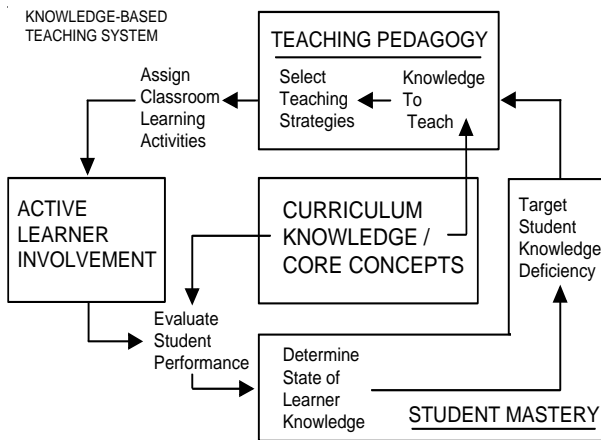 KNOWLEDGE-BASED
TEACHING SYSTEM
TEACHING PEDAGOGY
Assign
Classroom
Learning
Activities
Select
Teaching
Strategies
Knowledge
To
Teach
ACTIVE
LEARNER
INVOLVEMENT
CURRICULUM
KNOWLEDGE /
CORE CONCEPTS
Target
Student
Knowledge
Deficiency
Evaluate
Student
Performance
Determine
State of
Learner
Knowledge
STUDENT MASTERY